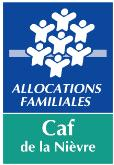 ALLOCATIONS
FAMILIALES
Caf
de la Nièvre